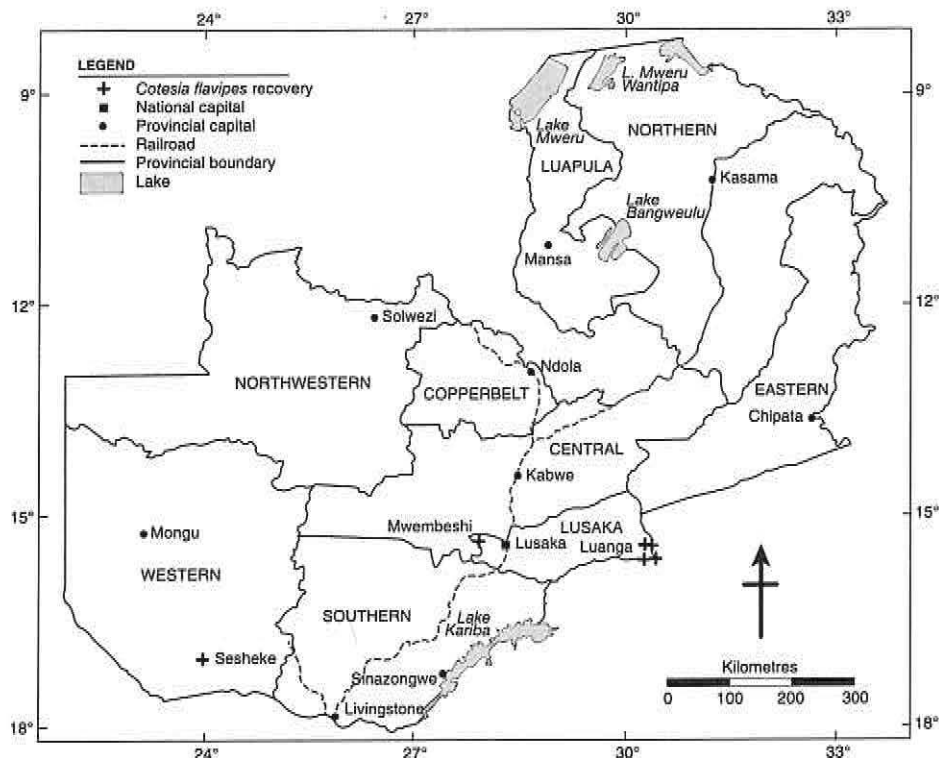 27°
30°
33°
LEGEND
Cotesia flavipes recovery
National capital
Provincial capital
Railroad
Provincial boundary
Lake
9°
9°
L. Mweru
Wantipa
Lake
Mweru
NORTHERN
LUAPULA
Kasama
Lake
Bangweulu
Mansa
12°
12°
Solwezi
Ndola
NORTHWESTERN
COPPERBELT
EASTERN
Chipata
CENTRAL
Kabwe
15°
15°
Mongu
Mwembeshi
LUSAKA
Lusaka
Luanga
WESTERN
SOUTHERN
Lake
Kariba
Sesheke
Sinazongwe
Kilometres
0 100 200 300
Livingstone
18°
18°
24°
27°
30°
33°